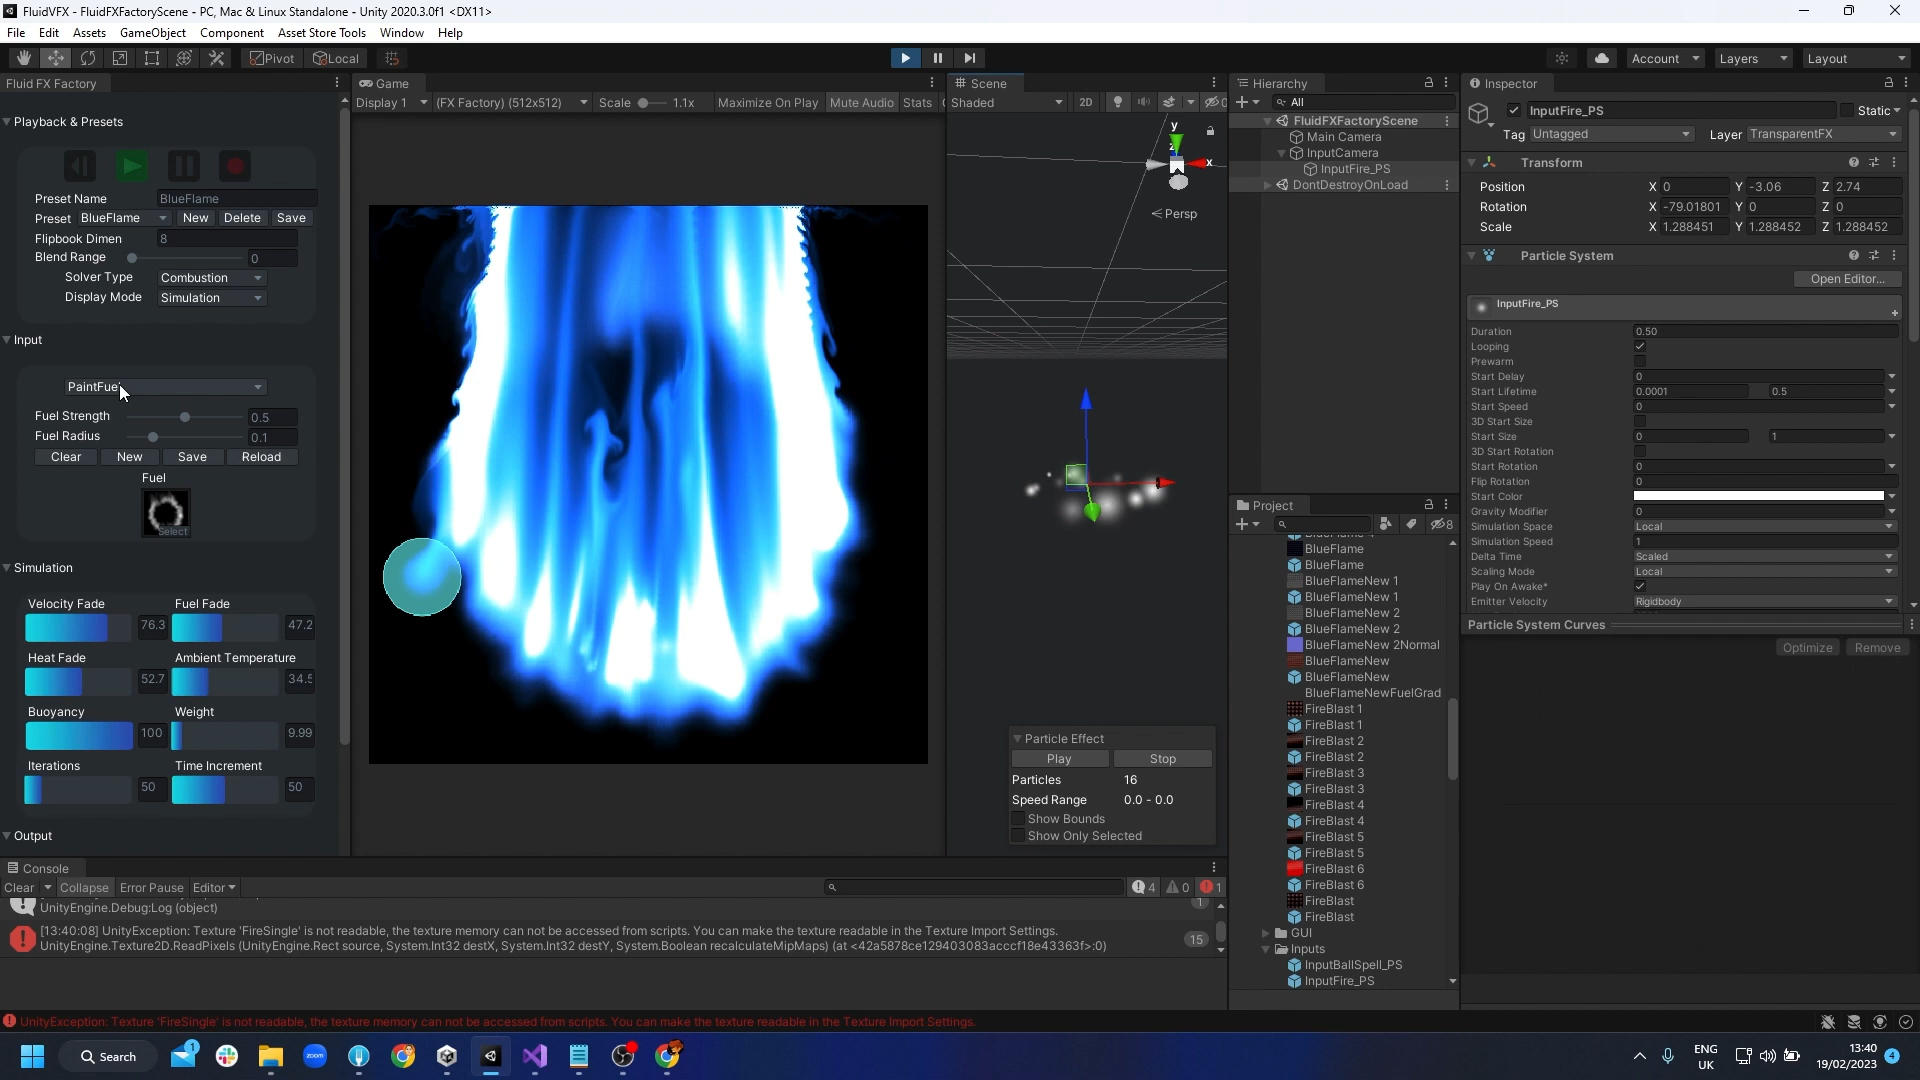 FluidVFX - FluidFXFactoryScene - PC, Mac & Linux Standalone - Unity 2020.3.0f1 <DX11>
File Edit Assets GameObject Component Asset Store Tools Window Help
Pivot Local Account Layers Layout
Fluid FX Factory
Playback & Presets
Preset Name BlueFlame
Preset BlueFlame New Delete Save
Flipbook Dimen 8
Blend Range 0
Solver Type Combustion
Display Mode Simulation
Input
PaintFuel
Fuel Strength 0.5
Fuel Radius 0.1
Clear New Save Reload
Fuel
Select
Simulation
Velocity Fade Fuel Fade
76.3 47.2
Heat Fade Ambient Temperature
52.7 34.5
Buoyancy Weight
100 9.99
Iterations Time Increment
50 50
Output
Game
Display 1 (FX Factory) (512x512) Scale 1.1x Maximize On Play Mute Audio Stats
Scene
Shaded 2D
y
z
x
Persp
Particle Effect
Play Stop
Particles 16
Speed Range 0.0 - 0.0
Show Bounds
Show Only Selected
Hierarchy
All
FluidFXFactoryScene
Main Camera
InputCamera
InputFire_PS
DontDestroyOnLoad
Project
8
BlueFlame 4
BlueFlame
BlueFlame
BlueFlameNew 1
BlueFlameNew 1
BlueFlameNew 2
BlueFlameNew 2
BlueFlameNew 2Normal
BlueFlameNew
BlueFlameNew
BlueFlameNewFuelGrad
FireBlast 1
FireBlast 1
FireBlast 2
FireBlast 2
FireBlast 3
FireBlast 3
FireBlast 4
FireBlast 4
FireBlast 5
FireBlast 5
FireBlast 6
FireBlast 6
FireBlast
FireBlast
GUI
Inputs
InputBallSpell_PS
InputFire_PS
Inspector
InputFire_PS Static
Tag Untagged Layer TransparentFX
Transform
Position X 0 Y -3.06 Z 2.74
Rotation X -79.01801 Y 0 Z 0
Scale X 1.288451 Y 1.288452 Z 1.288452
Particle System
Open Editor...
InputFire_PS
Duration 0.50
Looping
Prewarm
Start Delay 0
Start Lifetime 0.0001 0.5
Start Speed 0
3D Start Size
Start Size 0 1
3D Start Rotation
Start Rotation 0
Flip Rotation 0
Start Color
Gravity Modifier 0
Simulation Space Local
Simulation Speed 1
Delta Time Scaled
Scaling Mode Local
Play On Awake*
Emitter Velocity Rigidbody
Particle System Curves
Optimize Remove
Console
Clear Collapse Error Pause Editor 4 0 1
UnityEngine.Debug:Log (object) 1
[13:40:08] UnityException: Texture 'FireSingle' is not readable, the texture memory can not be accessed from scripts. You can make the texture readable in the Texture Import Settings.
UnityEngine.Texture2D.ReadPixels (UnityEngine.Rect source, System.Int32 destX, System.Int32 destY, System.Boolean recalculateMipMaps) (at <42a5878ce129403083acccf18e43363f>:0) 15
UnityException: Texture 'FireSingle' is not readable, the texture memory can not be accessed from scripts. You can make the texture readable in the Texture Import Settings.
Search 1 zoom ENG
UK
13:40
19/02/2023 4